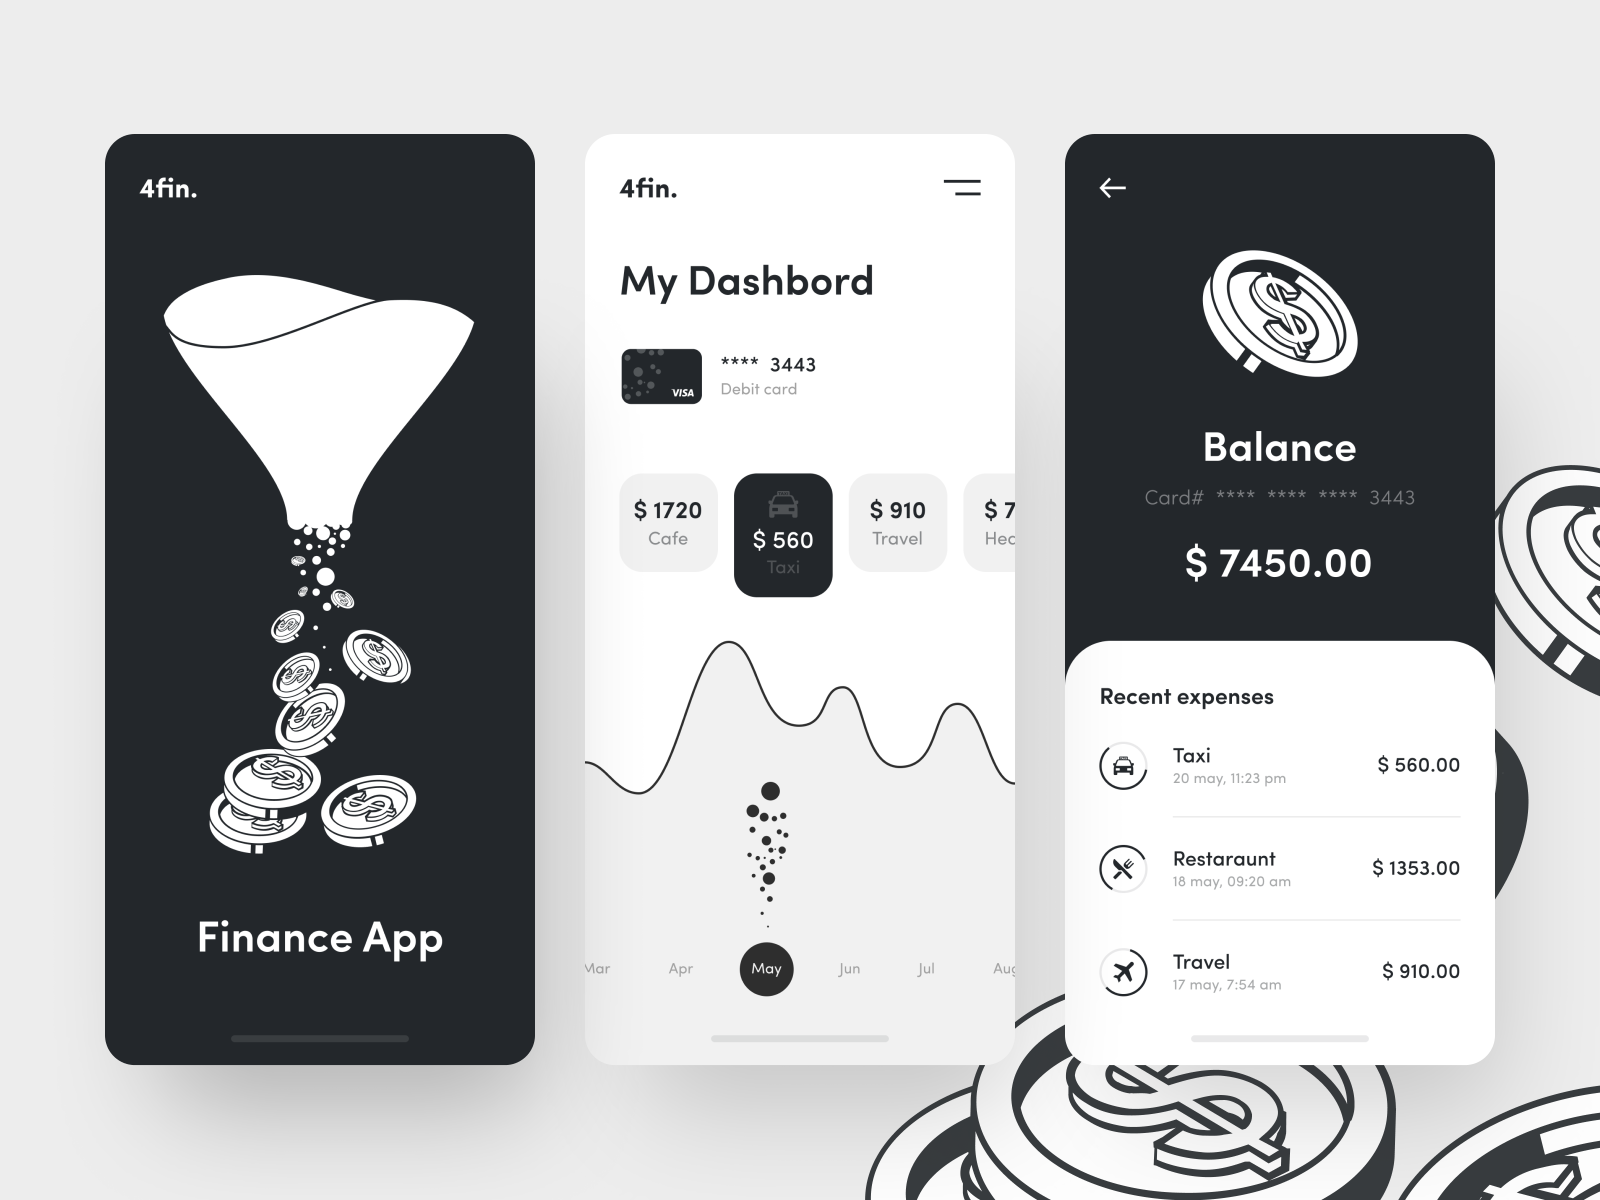 4fin.
Finance App
4fin.
My Dashbord
VISA
**** 3443
Debit card
$ 1720
Cafe
$ 560
Taxi
$ 910
Travel
$ 7
Hea
Mar
Apr
May
Jun
Jul
Aug
Balance
Card# **** **** **** 3443
$ 7450.00
Recent expenses
Taxi
$ 560.00
20 may, 11:23 pm
Restaraunt
$ 1353.00
18 may, 09:20 am
Travel
$ 910.00
17 may, 7:54 am